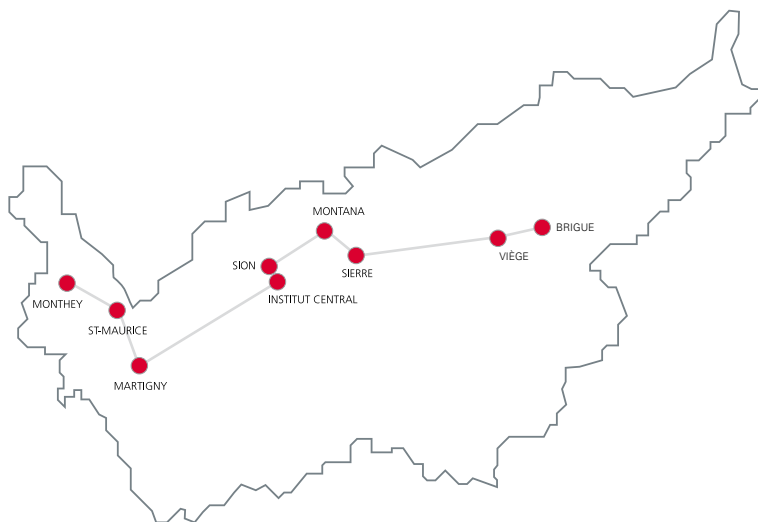 MONTANA
BRIGUE
VIÈGE
SION
SIERRE
INSTITUT CENTRAL
MONTHEY
ST-MAURICE
MARTIGNY